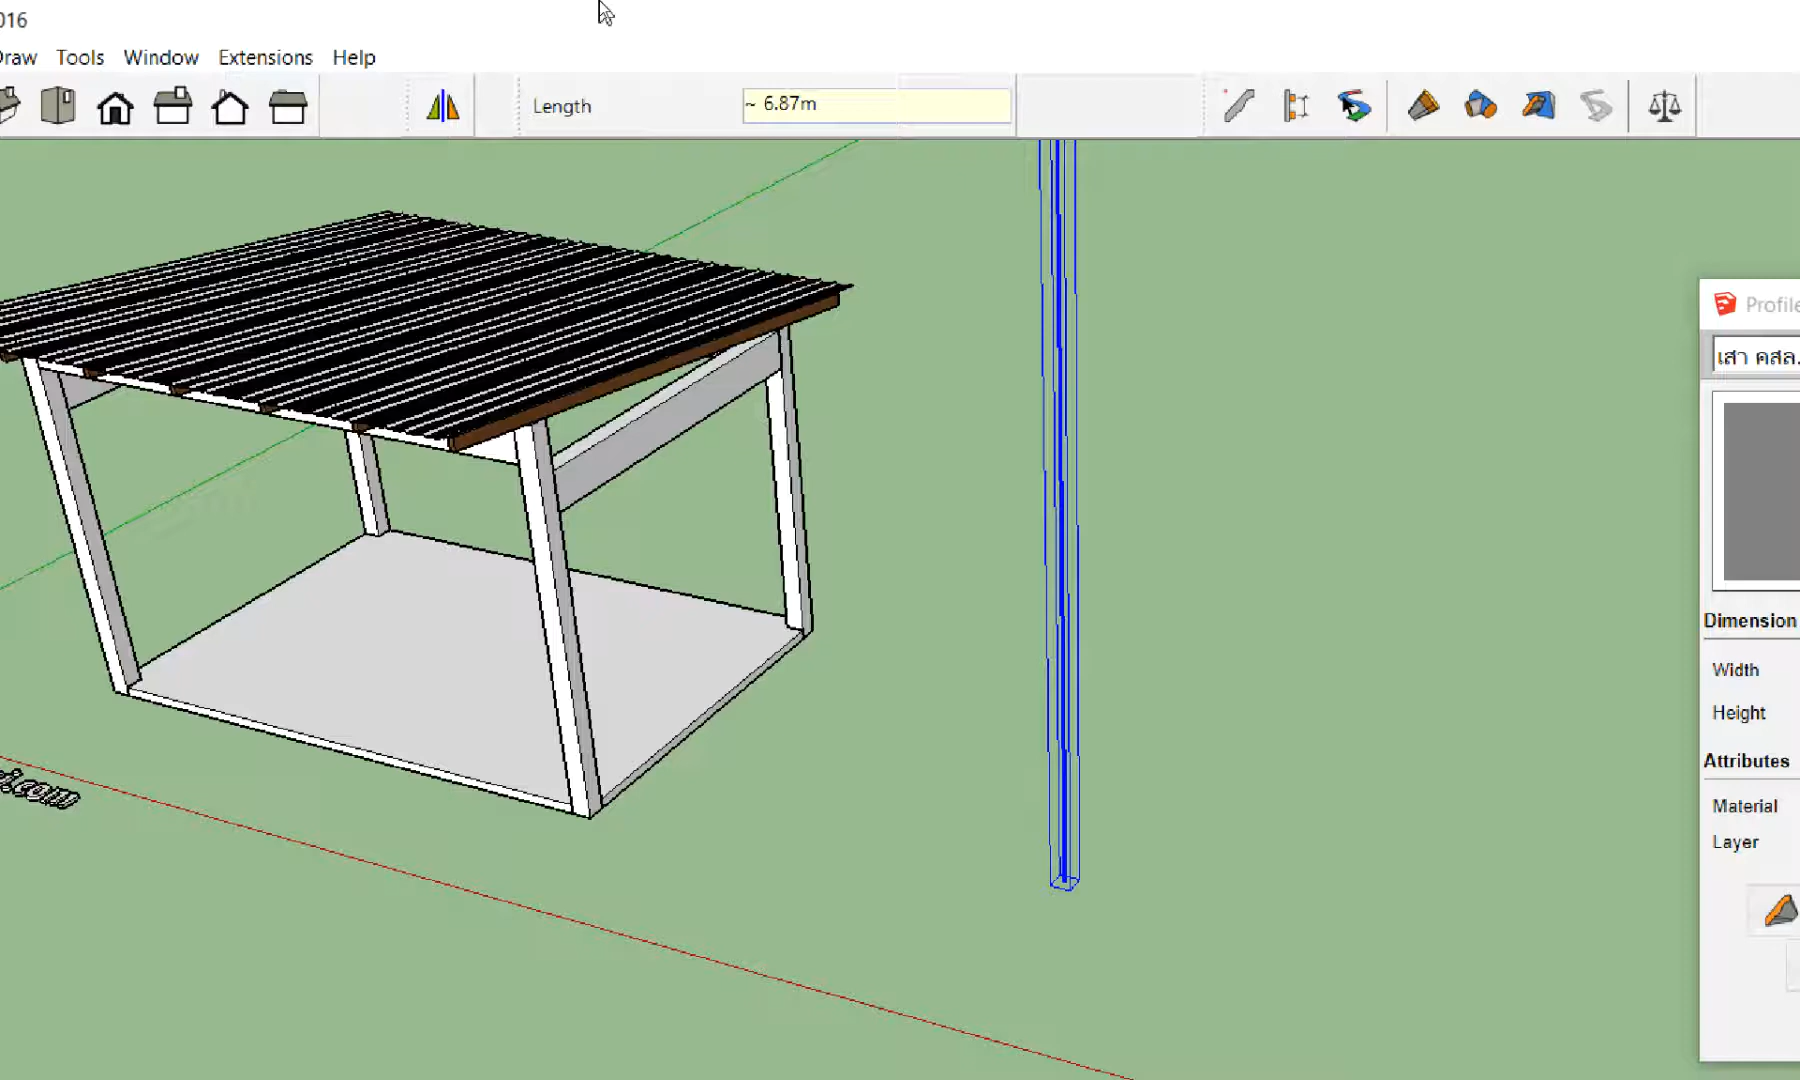 016
Draw Tools Window Extensions Help
Length ~ 6.87m
Profile
เสา คสล.
Dimension
Width
Height
Attributes
Material
Layer